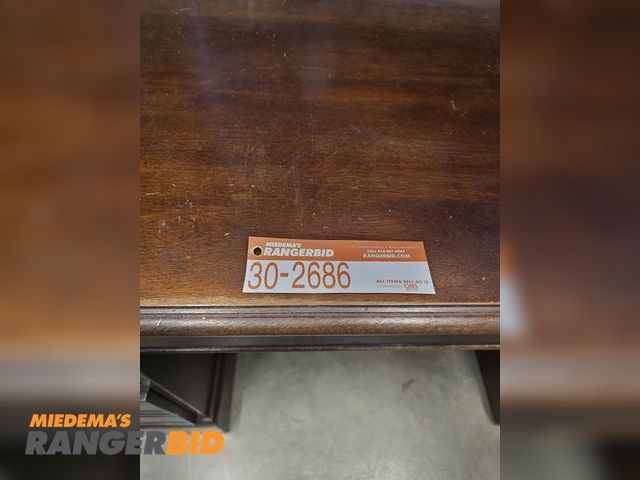 MIEDEMA'S
RANGERBID
RANGERBID.COM
30-2686
ALL ITEMS SELL AS IS
MIEDEMA'S
RANGERBID